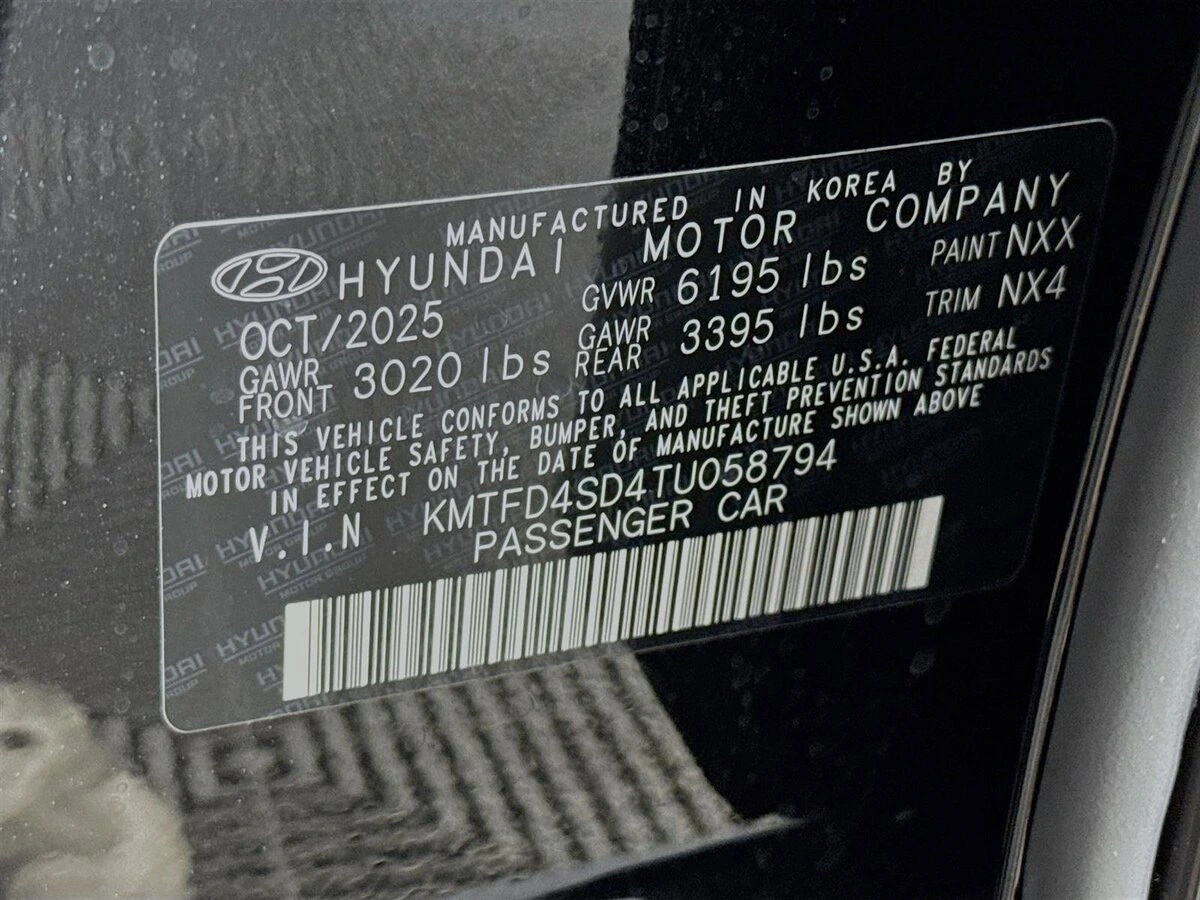 MANUFACTURED IN KOREA BY
HYUNDAI MOTOR COMPANY
OCT/2025 GVWR 6195 lbs PAINT NXX
GAWR FRONT 3020 lbs GAWR REAR 3395 lbs TRIM NX4
THIS VEHICLE CONFORMS TO ALL APPLICABLE U.S.A. FEDERAL
MOTOR VEHICLE SAFETY, BUMPER, AND THEFT PREVENTION STANDARDS
IN EFFECT ON THE DATE OF MANUFACTURE SHOWN ABOVE
V.I.N KMTFD4SD4TU058794
PASSENGER CAR